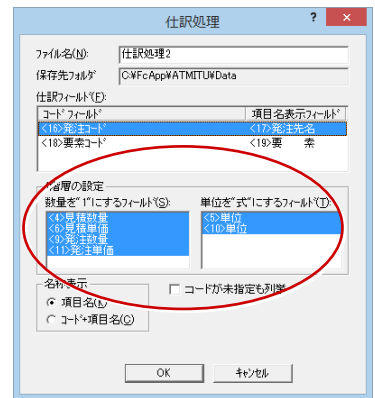 仕訳処理
? ×
ファイル名(N): 仕訳処理2
保存先フォルダ C:¥FcApp¥ATMITU¥Data
仕訳フィールド(F):
コードフィールド 項目名表示フィールド
<16>発注コード <17>発注先名
<18>要素コード <19>要 素
階層の設定
数量を"1"にするフィールド(S): 単位を"式"にするフィールド(T):
<4>見積数量 <5>単位
<6>見積単価 <10>単位
<9>発注数量
<11>発注単価
名称表示
コードが未指定も列挙
項目名(K)
コード+項目名(C)
OK キャンセル